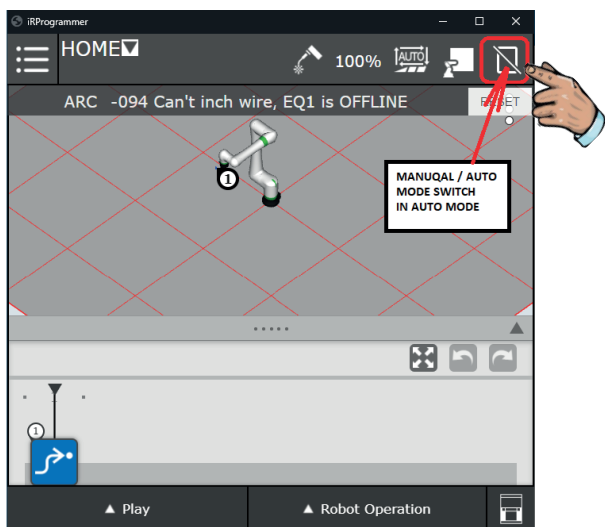 iRProgrammer
HOME
100%
AUTO
ARC -094 Can't inch wire, EQ1 is OFFLINE
RESET
1
MANUQAL / AUTO
MODE SWITCH
IN AUTO MODE
1
▲ Play
▲ Robot Operation